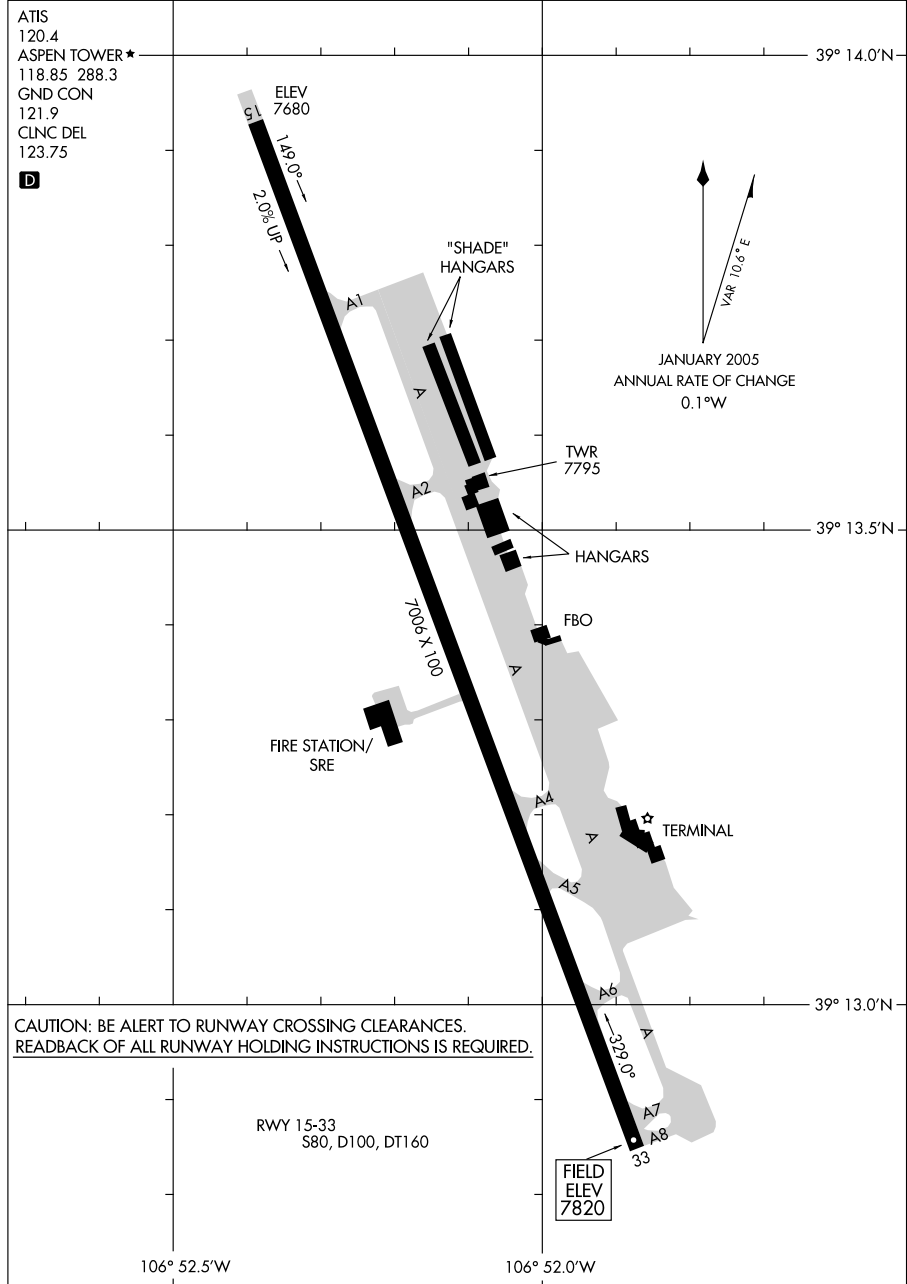 ATIS
120.4
ASPEN TOWER★
118.85 288.3
GND CON
121.9
CLNC DEL
123.75
D
39° 14.0'N
ELEV
7680
15
149.0°
2.0% UP
VAR 10.6° E
JANUARY 2005
ANNUAL RATE OF CHANGE
0.1°W
"SHADE"
HANGARS
A1
A
TWR
7795
A2
39° 13.5'N
HANGARS
FBO
7006 X 100
A
FIRE STATION/
SRE
A4
A
TERMINAL
A5
A6
39° 13.0'N
CAUTION: BE ALERT TO RUNWAY CROSSING CLEARANCES.
READBACK OF ALL RUNWAY HOLDING INSTRUCTIONS IS REQUIRED.
329.0°
A
A7
A8
33
RWY 15-33
S80, D100, DT160
FIELD
ELEV
7820
106° 52.5'W
106° 52.0'W